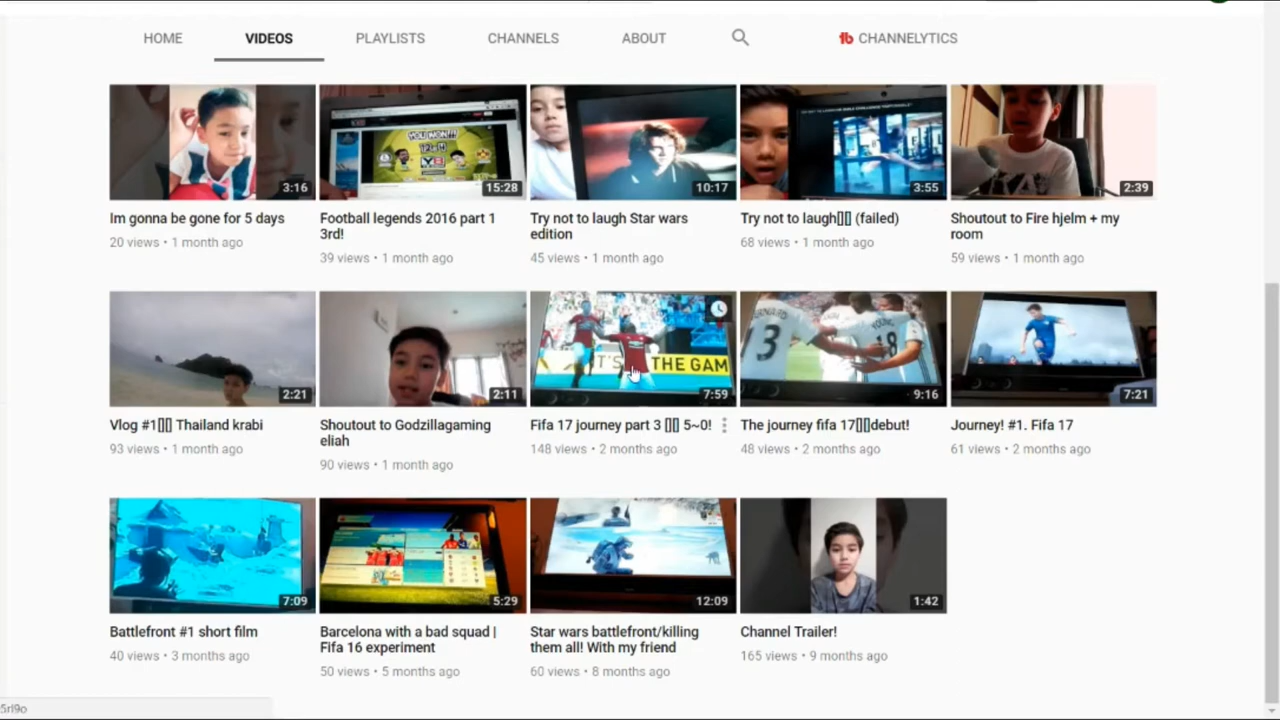 HOME VIDEOS PLAYLISTS CHANNELS ABOUT CHANNELYTICS
3:16
15:28
10:17
3:55
2:39
Im gonna be gone for 5 days
20 views • 1 month ago
Football legends 2016 part 1
3rd!
39 views • 1 month ago
Try not to laugh Star wars
edition
45 views • 1 month ago
Try not to laugh[][] (failed)
68 views • 1 month ago
Shoutout to Fire hjelm + my
room
59 views • 1 month ago
YOU WON!!!
2:21
2:11
IT'S THE GAM
7:59
13
YOUNG
18
9:16
7:21
Vlog #1[][] Thailand krabi
93 views • 1 month ago
Shoutout to Godzillagaming
eliah
90 views • 1 month ago
Fifa 17 journey part 3 [][] 5~0!
148 views • 2 months ago
The journey fifa 17[][]debut!
48 views • 2 months ago
Journey! #1. Fifa 17
61 views • 2 months ago
7:09
5:29
12:09
1:42
Battlefront #1 short film
40 views • 3 months ago
Barcelona with a bad squad |
Fifa 16 experiment
50 views • 5 months ago
Star wars battlefront/killing
them all! With my friend
60 views • 8 months ago
Channel Trailer!
165 views • 9 months ago
5rl9o